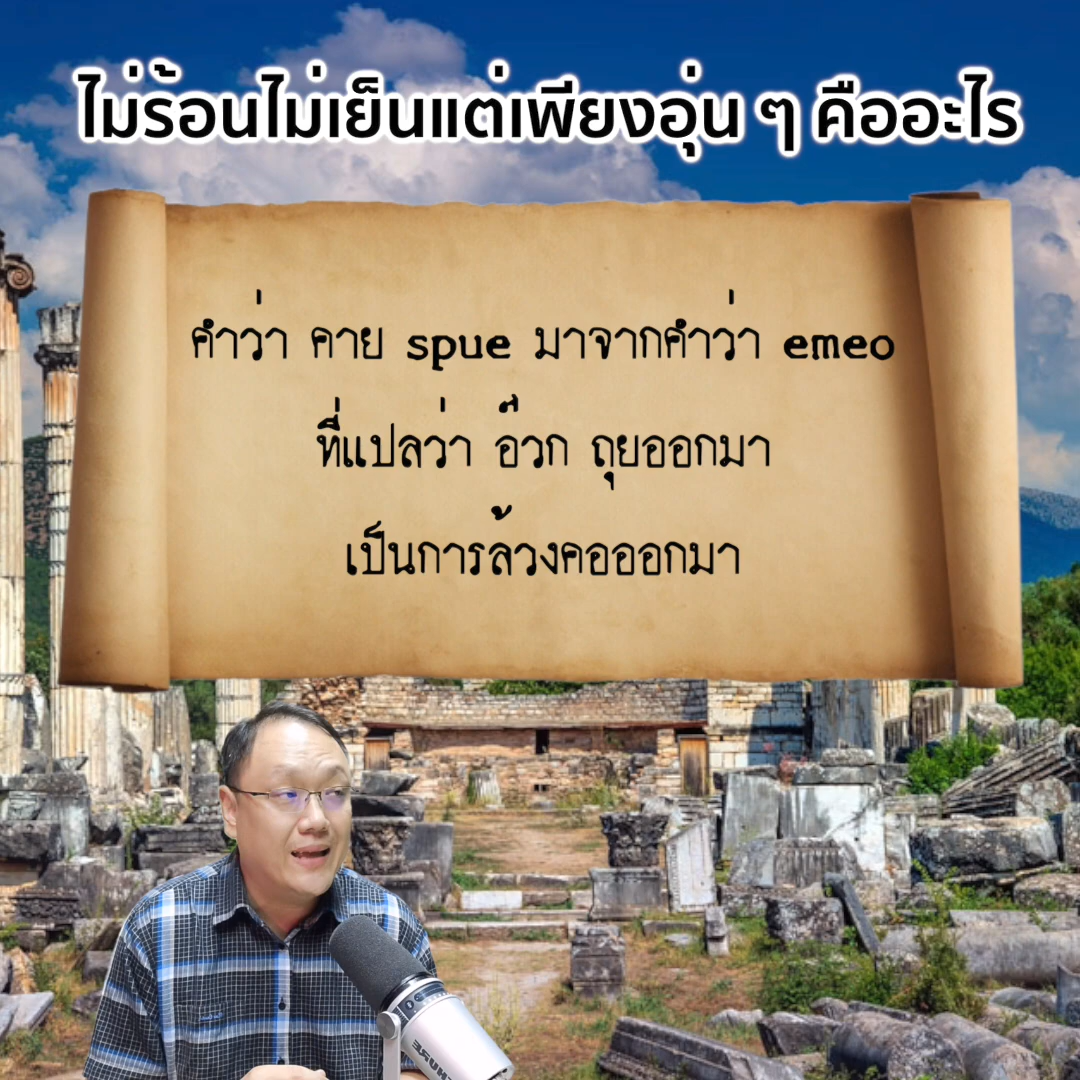 ไม่ร้อนไม่เย็นแต่เพียงอุ่น ๆ คืออะไร
คำว่า คาย spue มาจากคำว่า emeo
ที่แปลว่า อ๊วก ถุยออกมา
เป็นการล้วงคอออกมา
SHURE